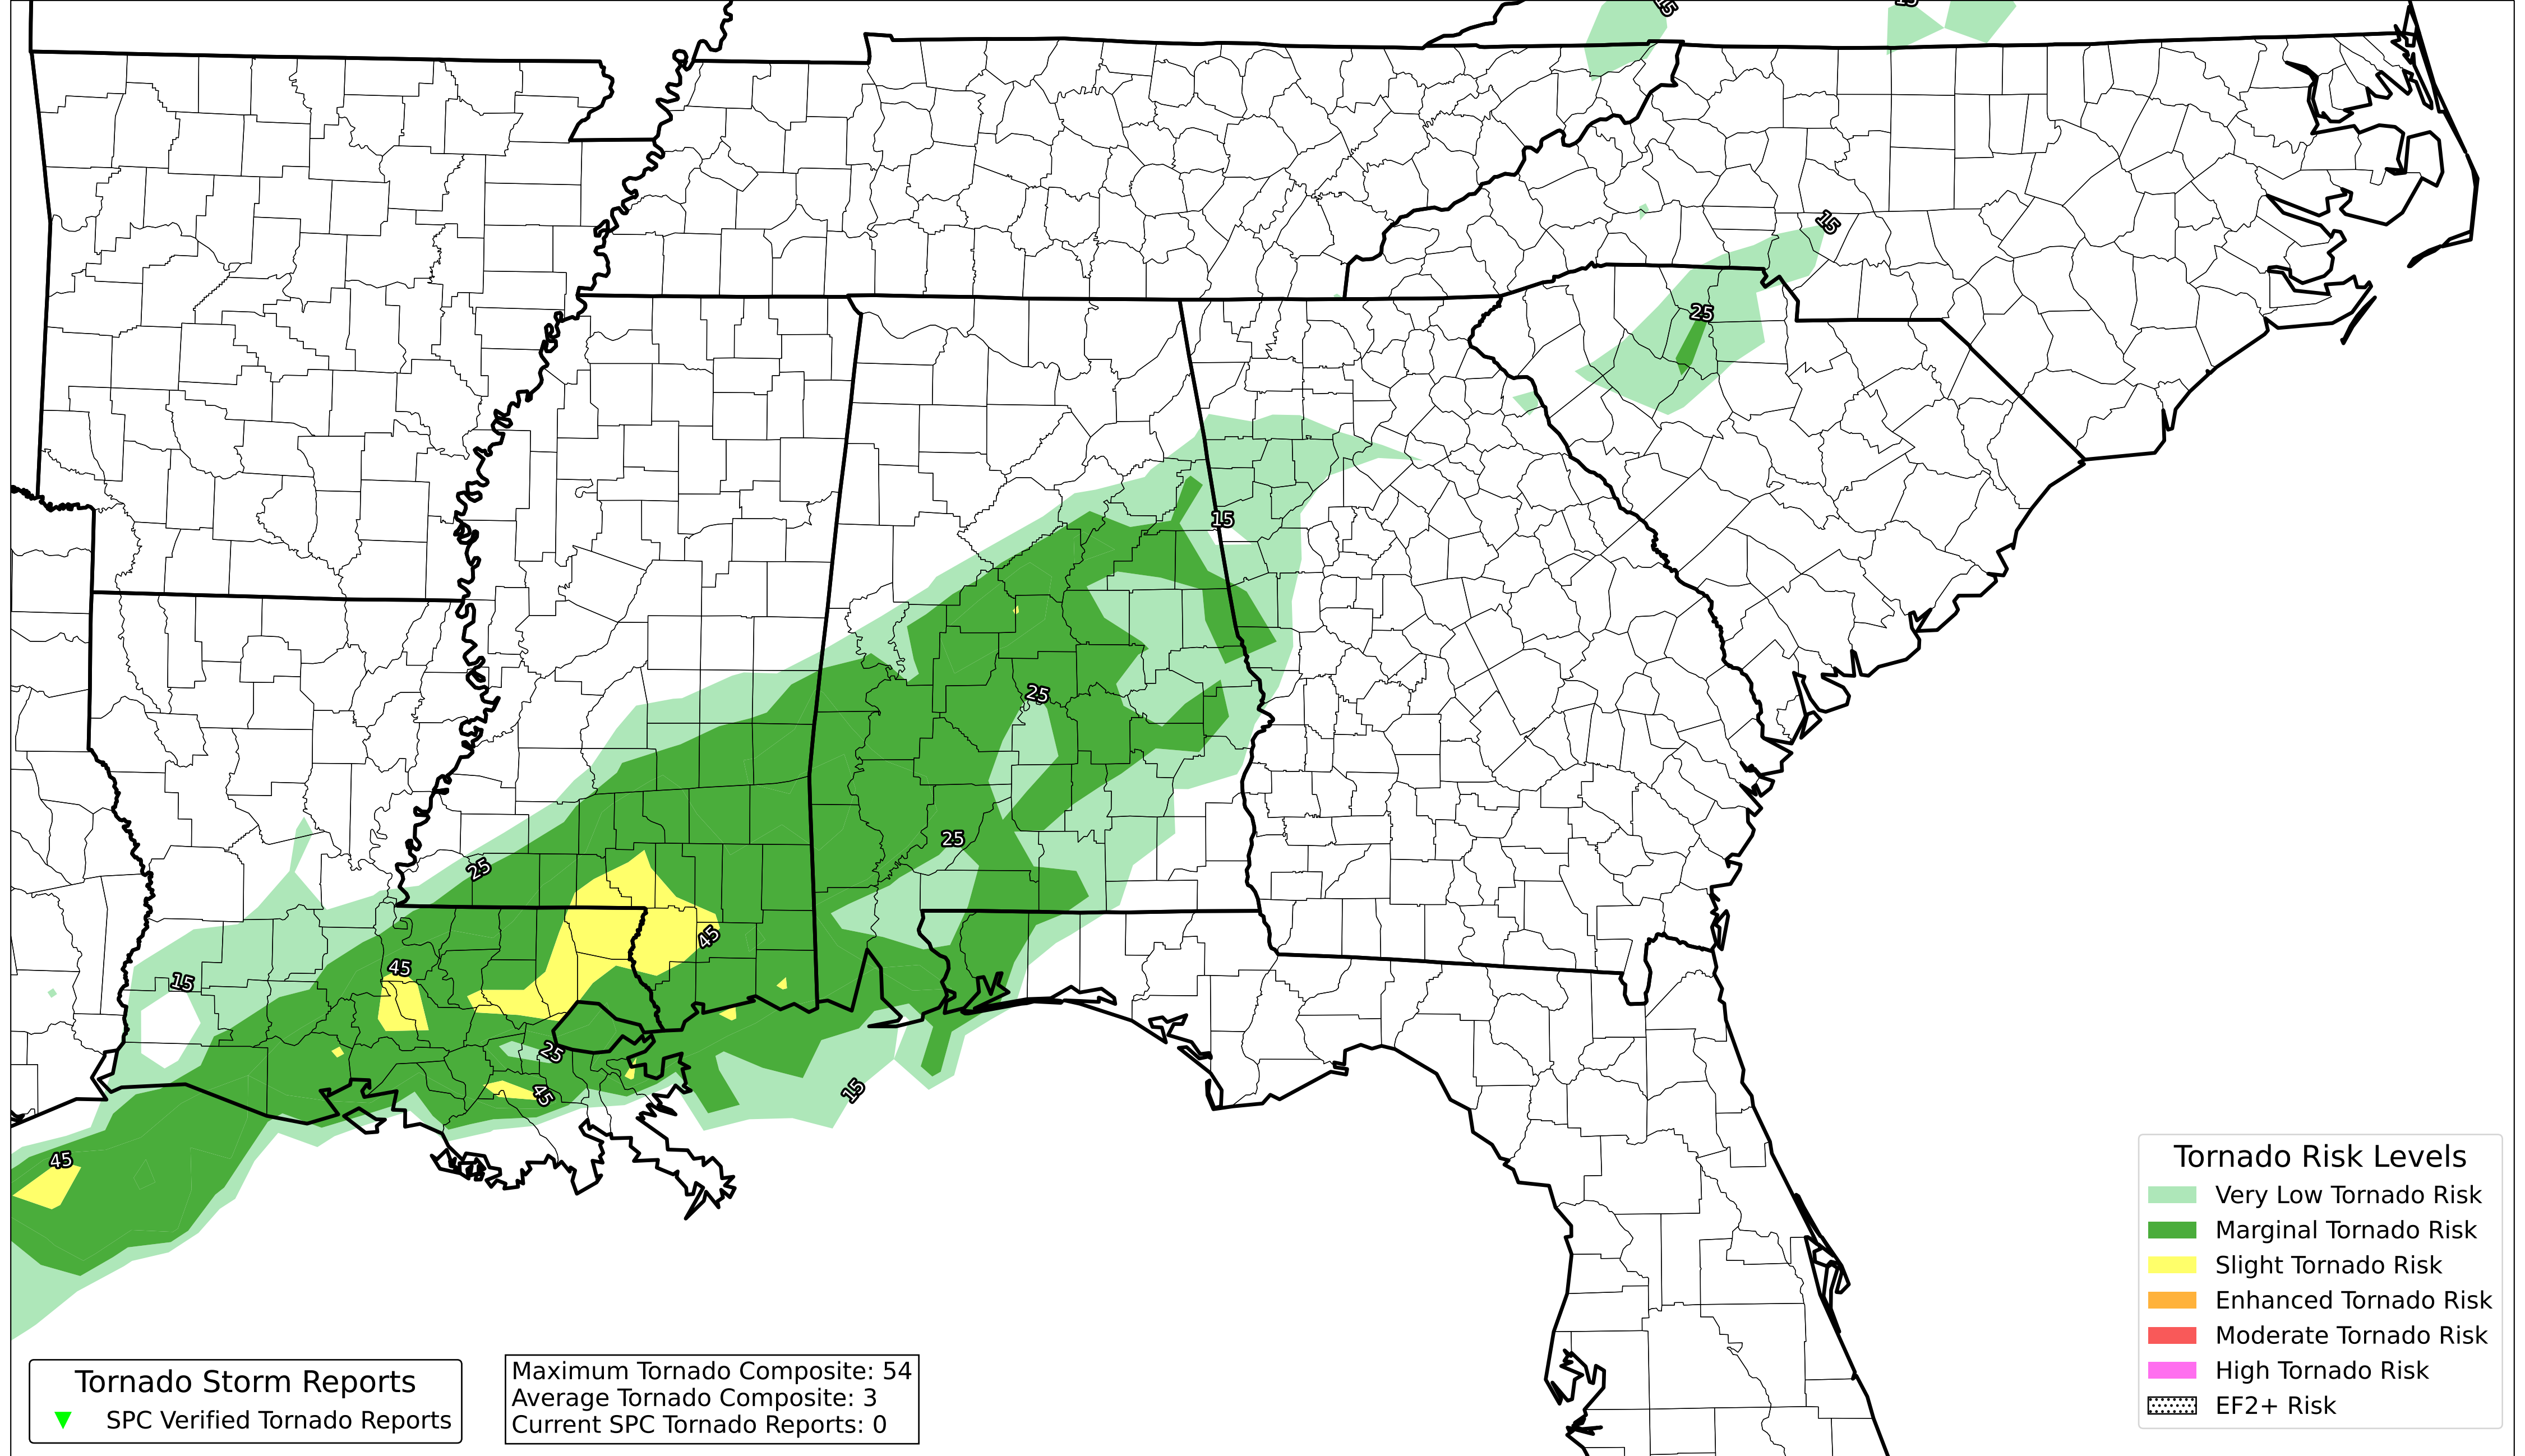 15
15
15
25
15
25
25
25
45
45
15
25
45
15
45
Tornado Risk Levels
Very Low Tornado Risk
Marginal Tornado Risk
Slight Tornado Risk
Enhanced Tornado Risk
Moderate Tornado Risk
High Tornado Risk
EF2+ Risk
Tornado Storm Reports
SPC Verified Tornado Reports
Maximum Tornado Composite: 54
Average Tornado Composite: 3
Current SPC Tornado Reports: 0